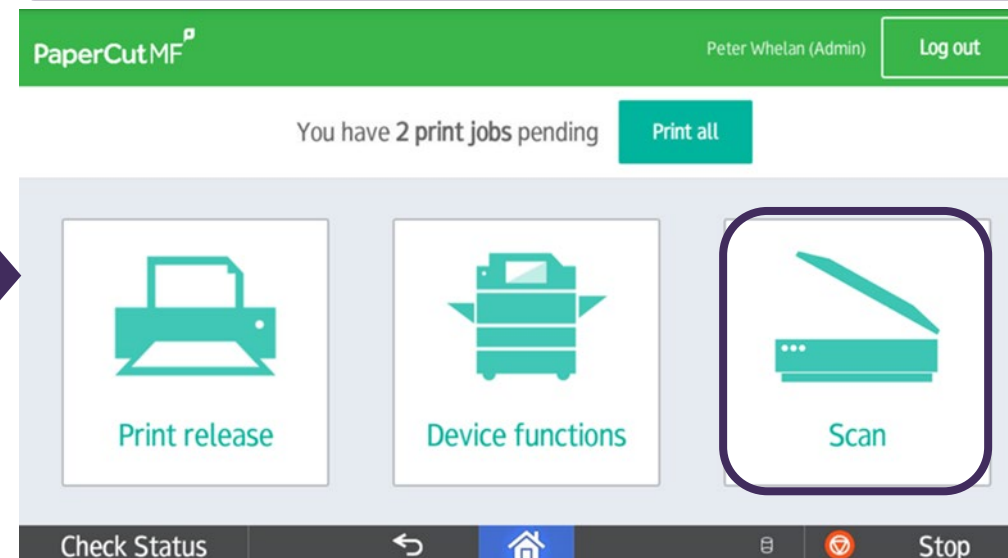 PaperCut MF
Peter Whelan (Admin)
Log out
You have 2 print jobs pending
Print all
Print release
Device functions
Scan
Check Status
Stop